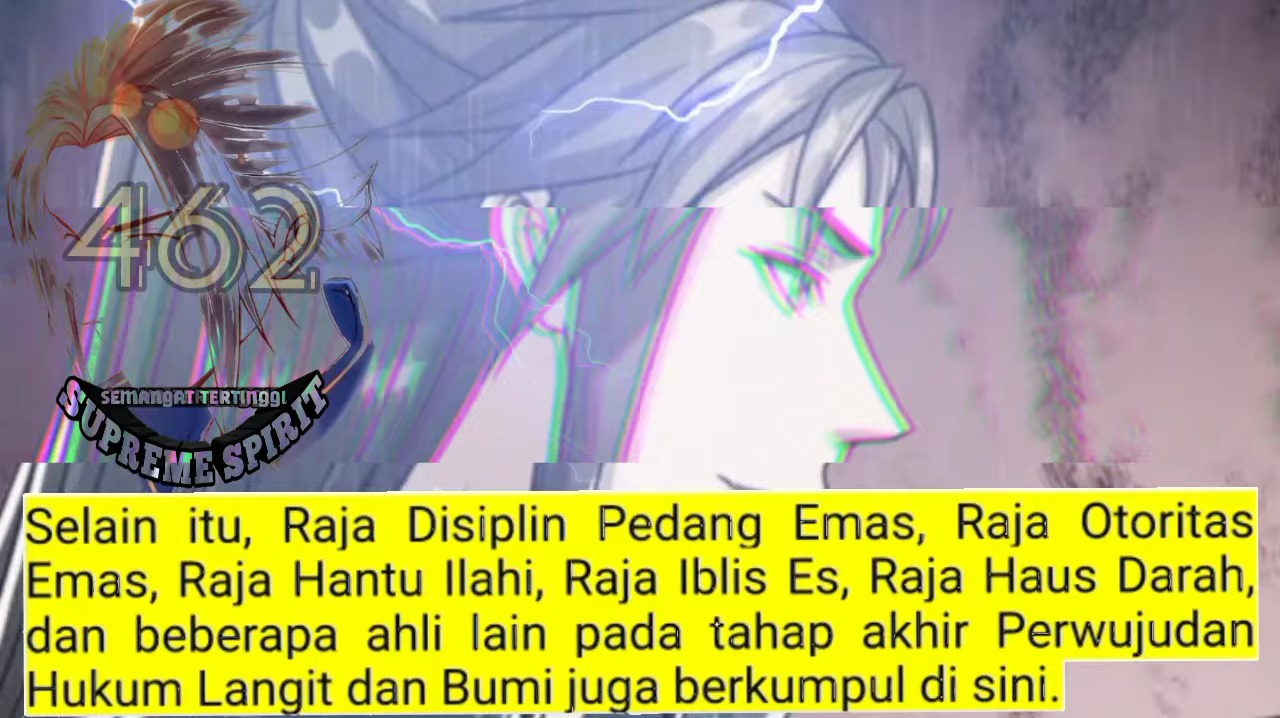 462
SEMANGAT TERTINGGI
SUPREME SPIRIT
Selain itu, Raja Disiplin Pedang Emas, Raja Otoritas
Emas, Raja Hantu Ilahi, Raja Iblis Es, Raja Haus Darah,
dan beberapa ahli lain pada tahap akhir Perwujudan
Hukum Langit dan Bumi juga berkumpul di sini.